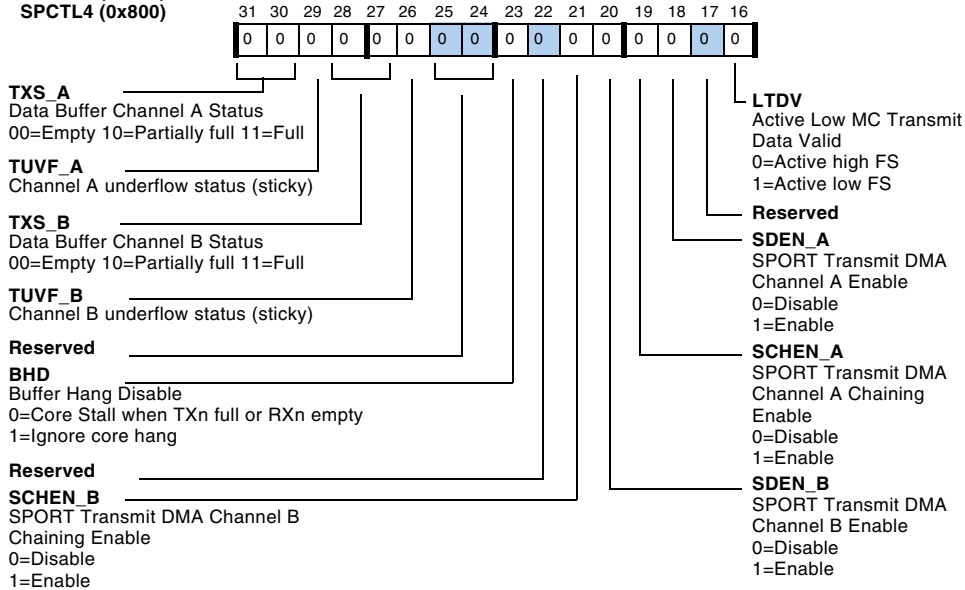 SPCTL4 (0x800)
31 30 29 28 27 26 25 24 23 22 21 20 19 18 17 16
0 0 0 0 0 0 0 0 0 0 0 0 0 0 0 0
TXS_A
Data Buffer Channel A Status
00=Empty 10=Partially full 11=Full
TUVF_A
Channel A underflow status (sticky)
TXS_B
Data Buffer Channel B Status
00=Empty 10=Partially full 11=Full
TUVF_B
Channel B underflow status (sticky)
Reserved
BHD
Buffer Hang Disable
0=Core Stall when TXn full or RXn empty
1=Ignore core hang
Reserved
SCHEN_B
SPORT Transmit DMA Channel B
Chaining Enable
0=Disable
1=Enable
LTDV
Active Low MC Transmit
Data Valid
0=Active high FS
1=Active low FS
Reserved
SDEN_A
SPORT Transmit DMA
Channel A Enable
0=Disable
1=Enable
SCHEN_A
SPORT Transmit DMA
Channel A Chaining
Enable
0=Disable
1=Enable
SDEN_B
SPORT Transmit DMA
Channel B Enable
0=Disable
1=Enable